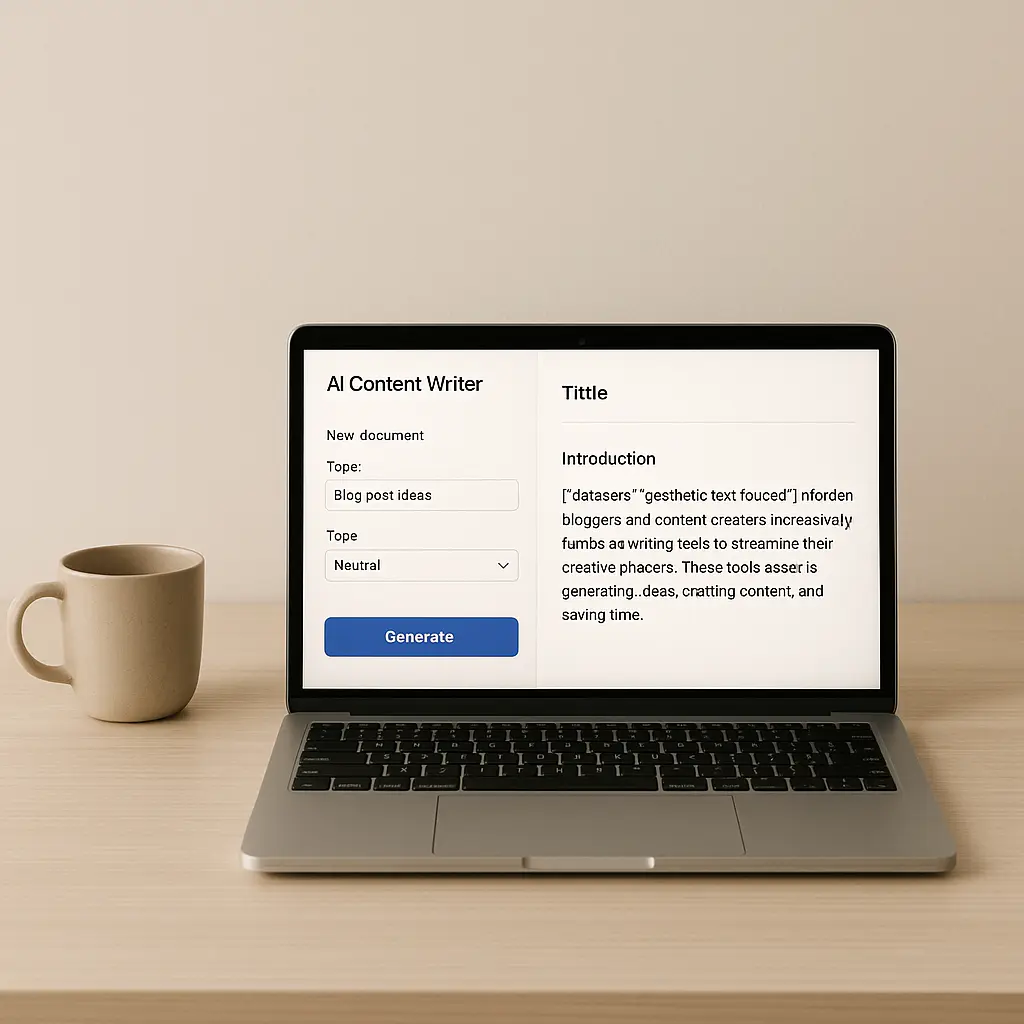 AI Content Writer
New document
Tope:
Blog post ideas
Tope
Neutral
Generate
Tittle
Introduction
["datasers" "gesthetic text fouced"] nforden
bloggers and content creaters increasivaly
fumbs aɑ writing teels to streamine their
creative phacers. These tools asser is
generating..deas, cratting content, and
saving time.